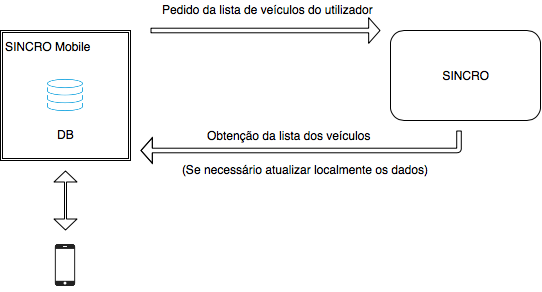 Pedido da lista de veículos do utilizador
SINCRO Mobile
SINCRO
DB
Obtenção da lista dos veículos
(Se necessário atualizar localmente os dados)